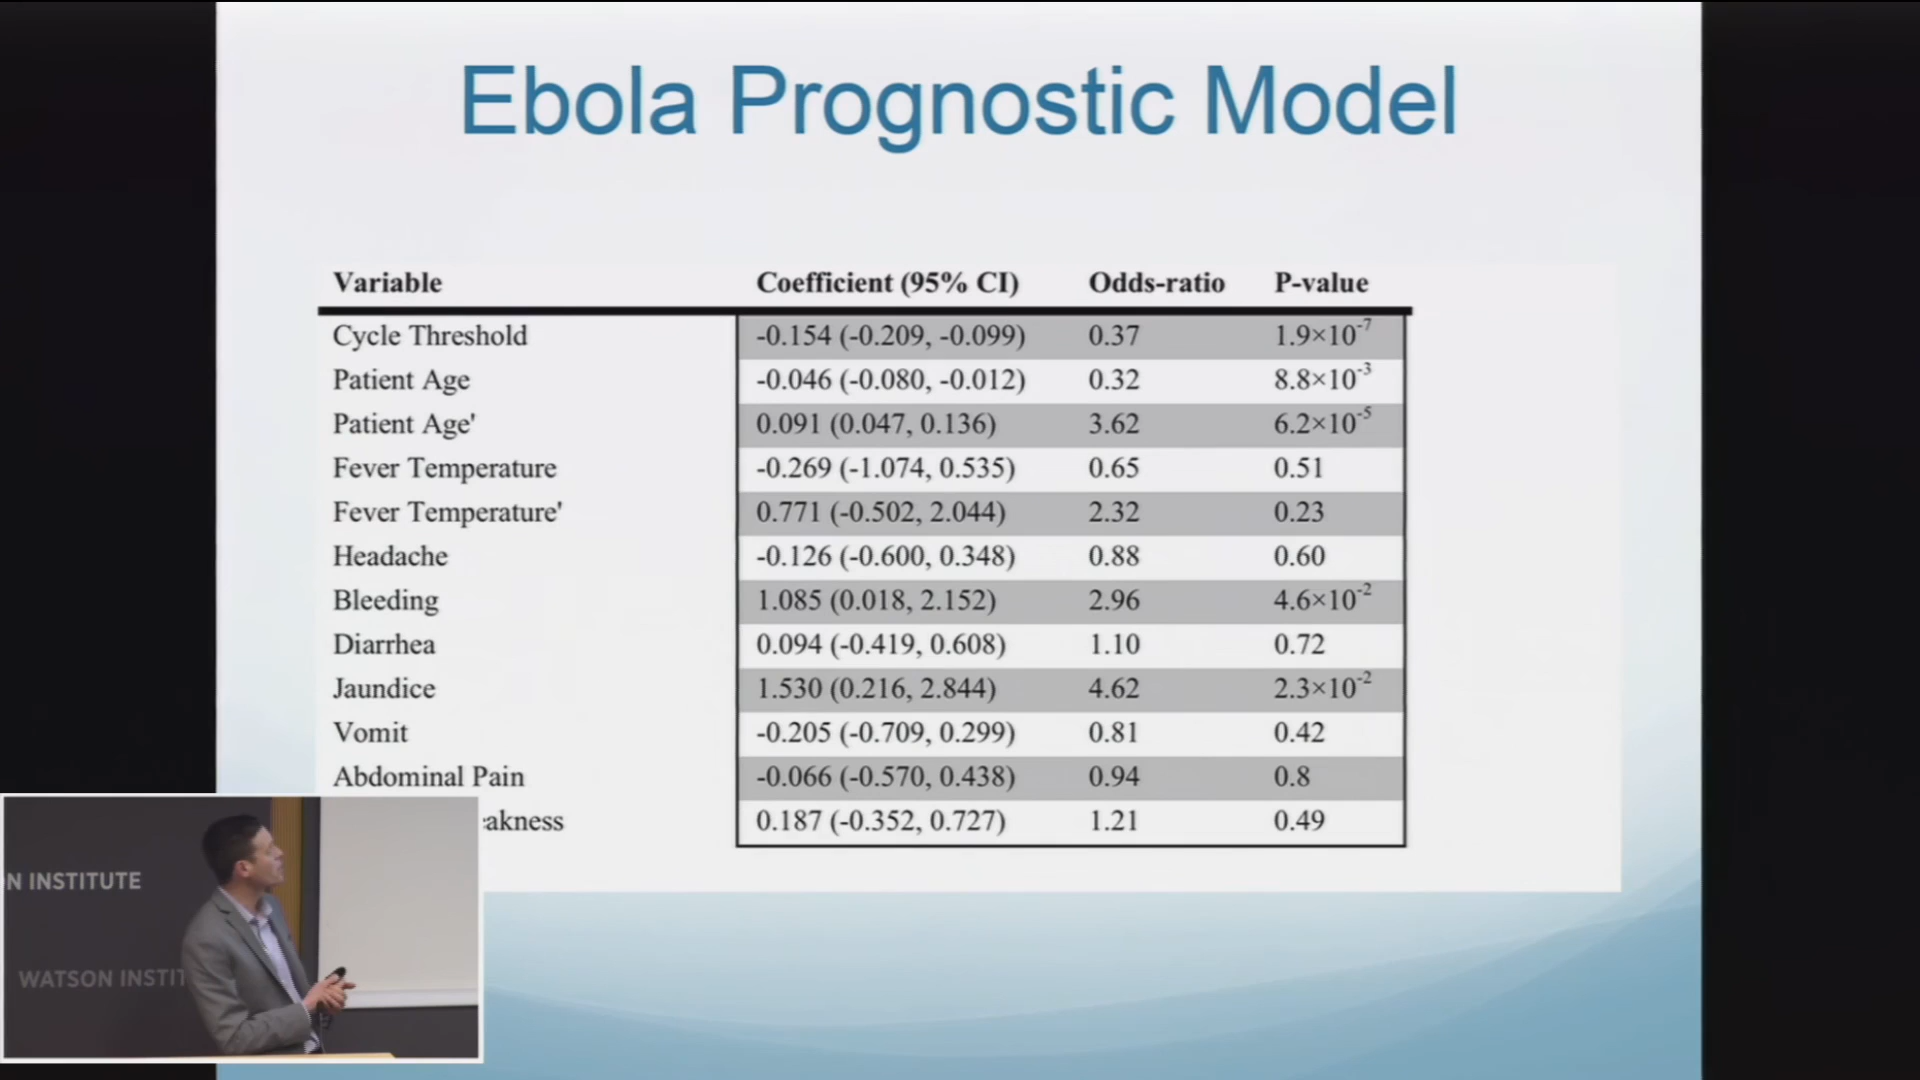 Ebola Prognostic Model
Variable Coefficient (95% CI) Odds-ratio P-value
Cycle Threshold -0.154 (-0.209, -0.099) 0.37 1.9×10⁻⁷
Patient Age -0.046 (-0.080, -0.012) 0.32 8.8×10⁻³
Patient Age' 0.091 (0.047, 0.136) 3.62 6.2×10⁻⁵
Fever Temperature -0.269 (-1.074, 0.535) 0.65 0.51
Fever Temperature' 0.771 (-0.502, 2.044) 2.32 0.23
Headache -0.126 (-0.600, 0.348) 0.88 0.60
Bleeding 1.085 (0.018, 2.152) 2.96 4.6×10⁻²
Diarrhea 0.094 (-0.419, 0.608) 1.10 0.72
Jaundice 1.530 (0.216, 2.844) 4.62 2.3×10⁻²
Vomit -0.205 (-0.709, 0.299) 0.81 0.42
Abdominal Pain -0.066 (-0.570, 0.438) 0.94 0.8
eakness 0.187 (-0.352, 0.727) 1.21 0.49
N INSTITUTE
WATSON INSTIT